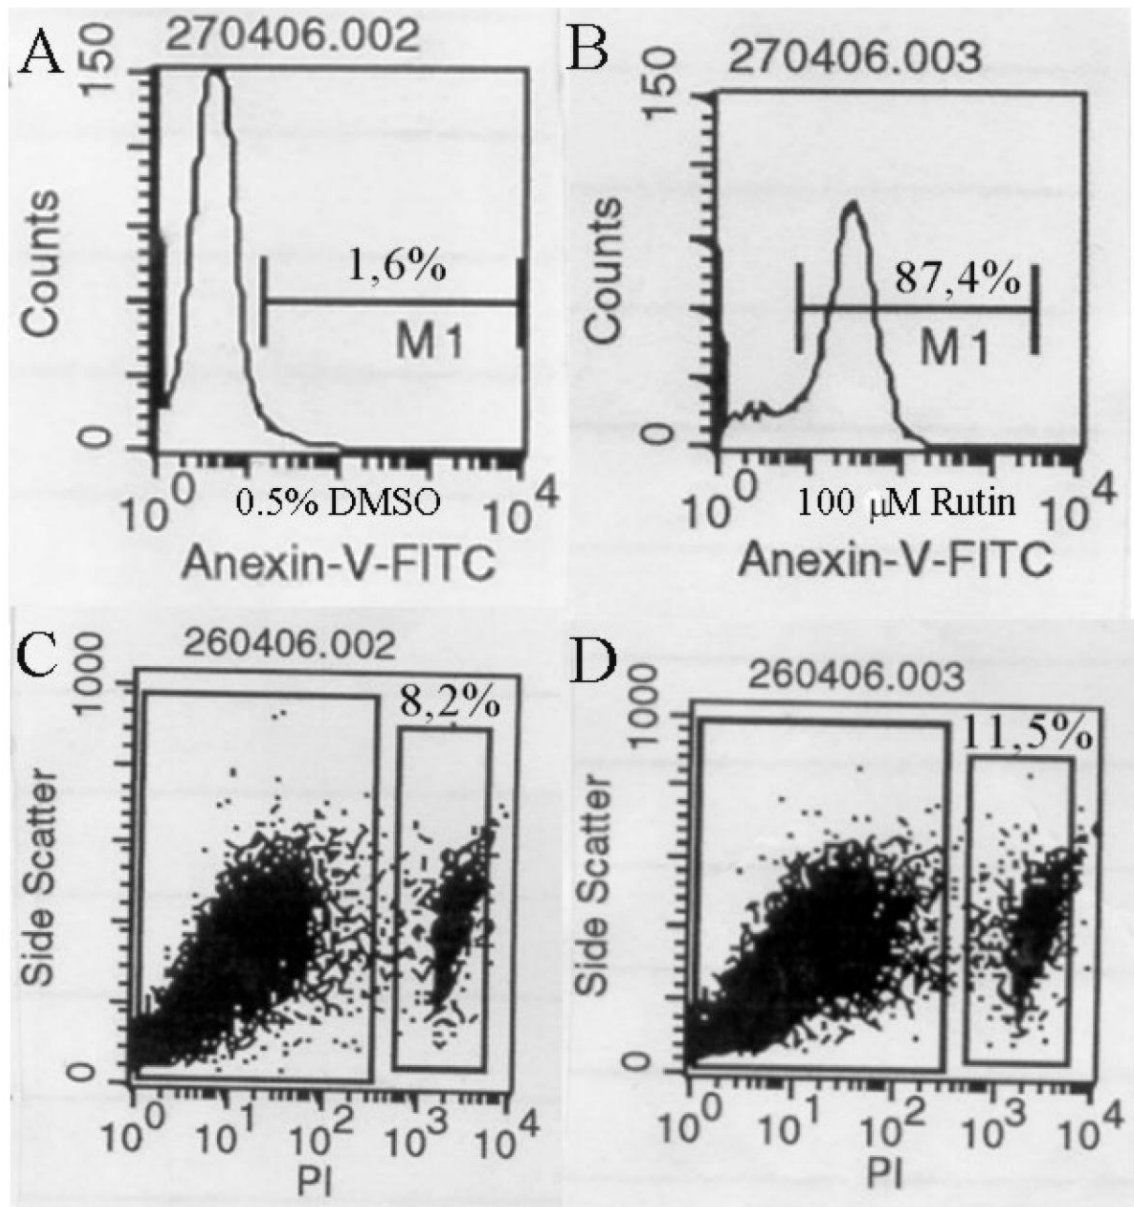 A
270406.002
150
Counts
0
1,6%
M1
10^0
0.5% DMSO
10^4
Anexin-V-FITC
B
270406.003
150
Counts
0
87,4%
M1
10^0
100 μM Rutin
10^4
Anexin-V-FITC
C
260406.002
1000
Side Scatter
0
8,2%
10^0 10^1 10^2 10^3 10^4
PI
D
260406.003
1000
Side Scatter
0
11,5%
10^0 10^1 10^2 10^3 10^4
PI